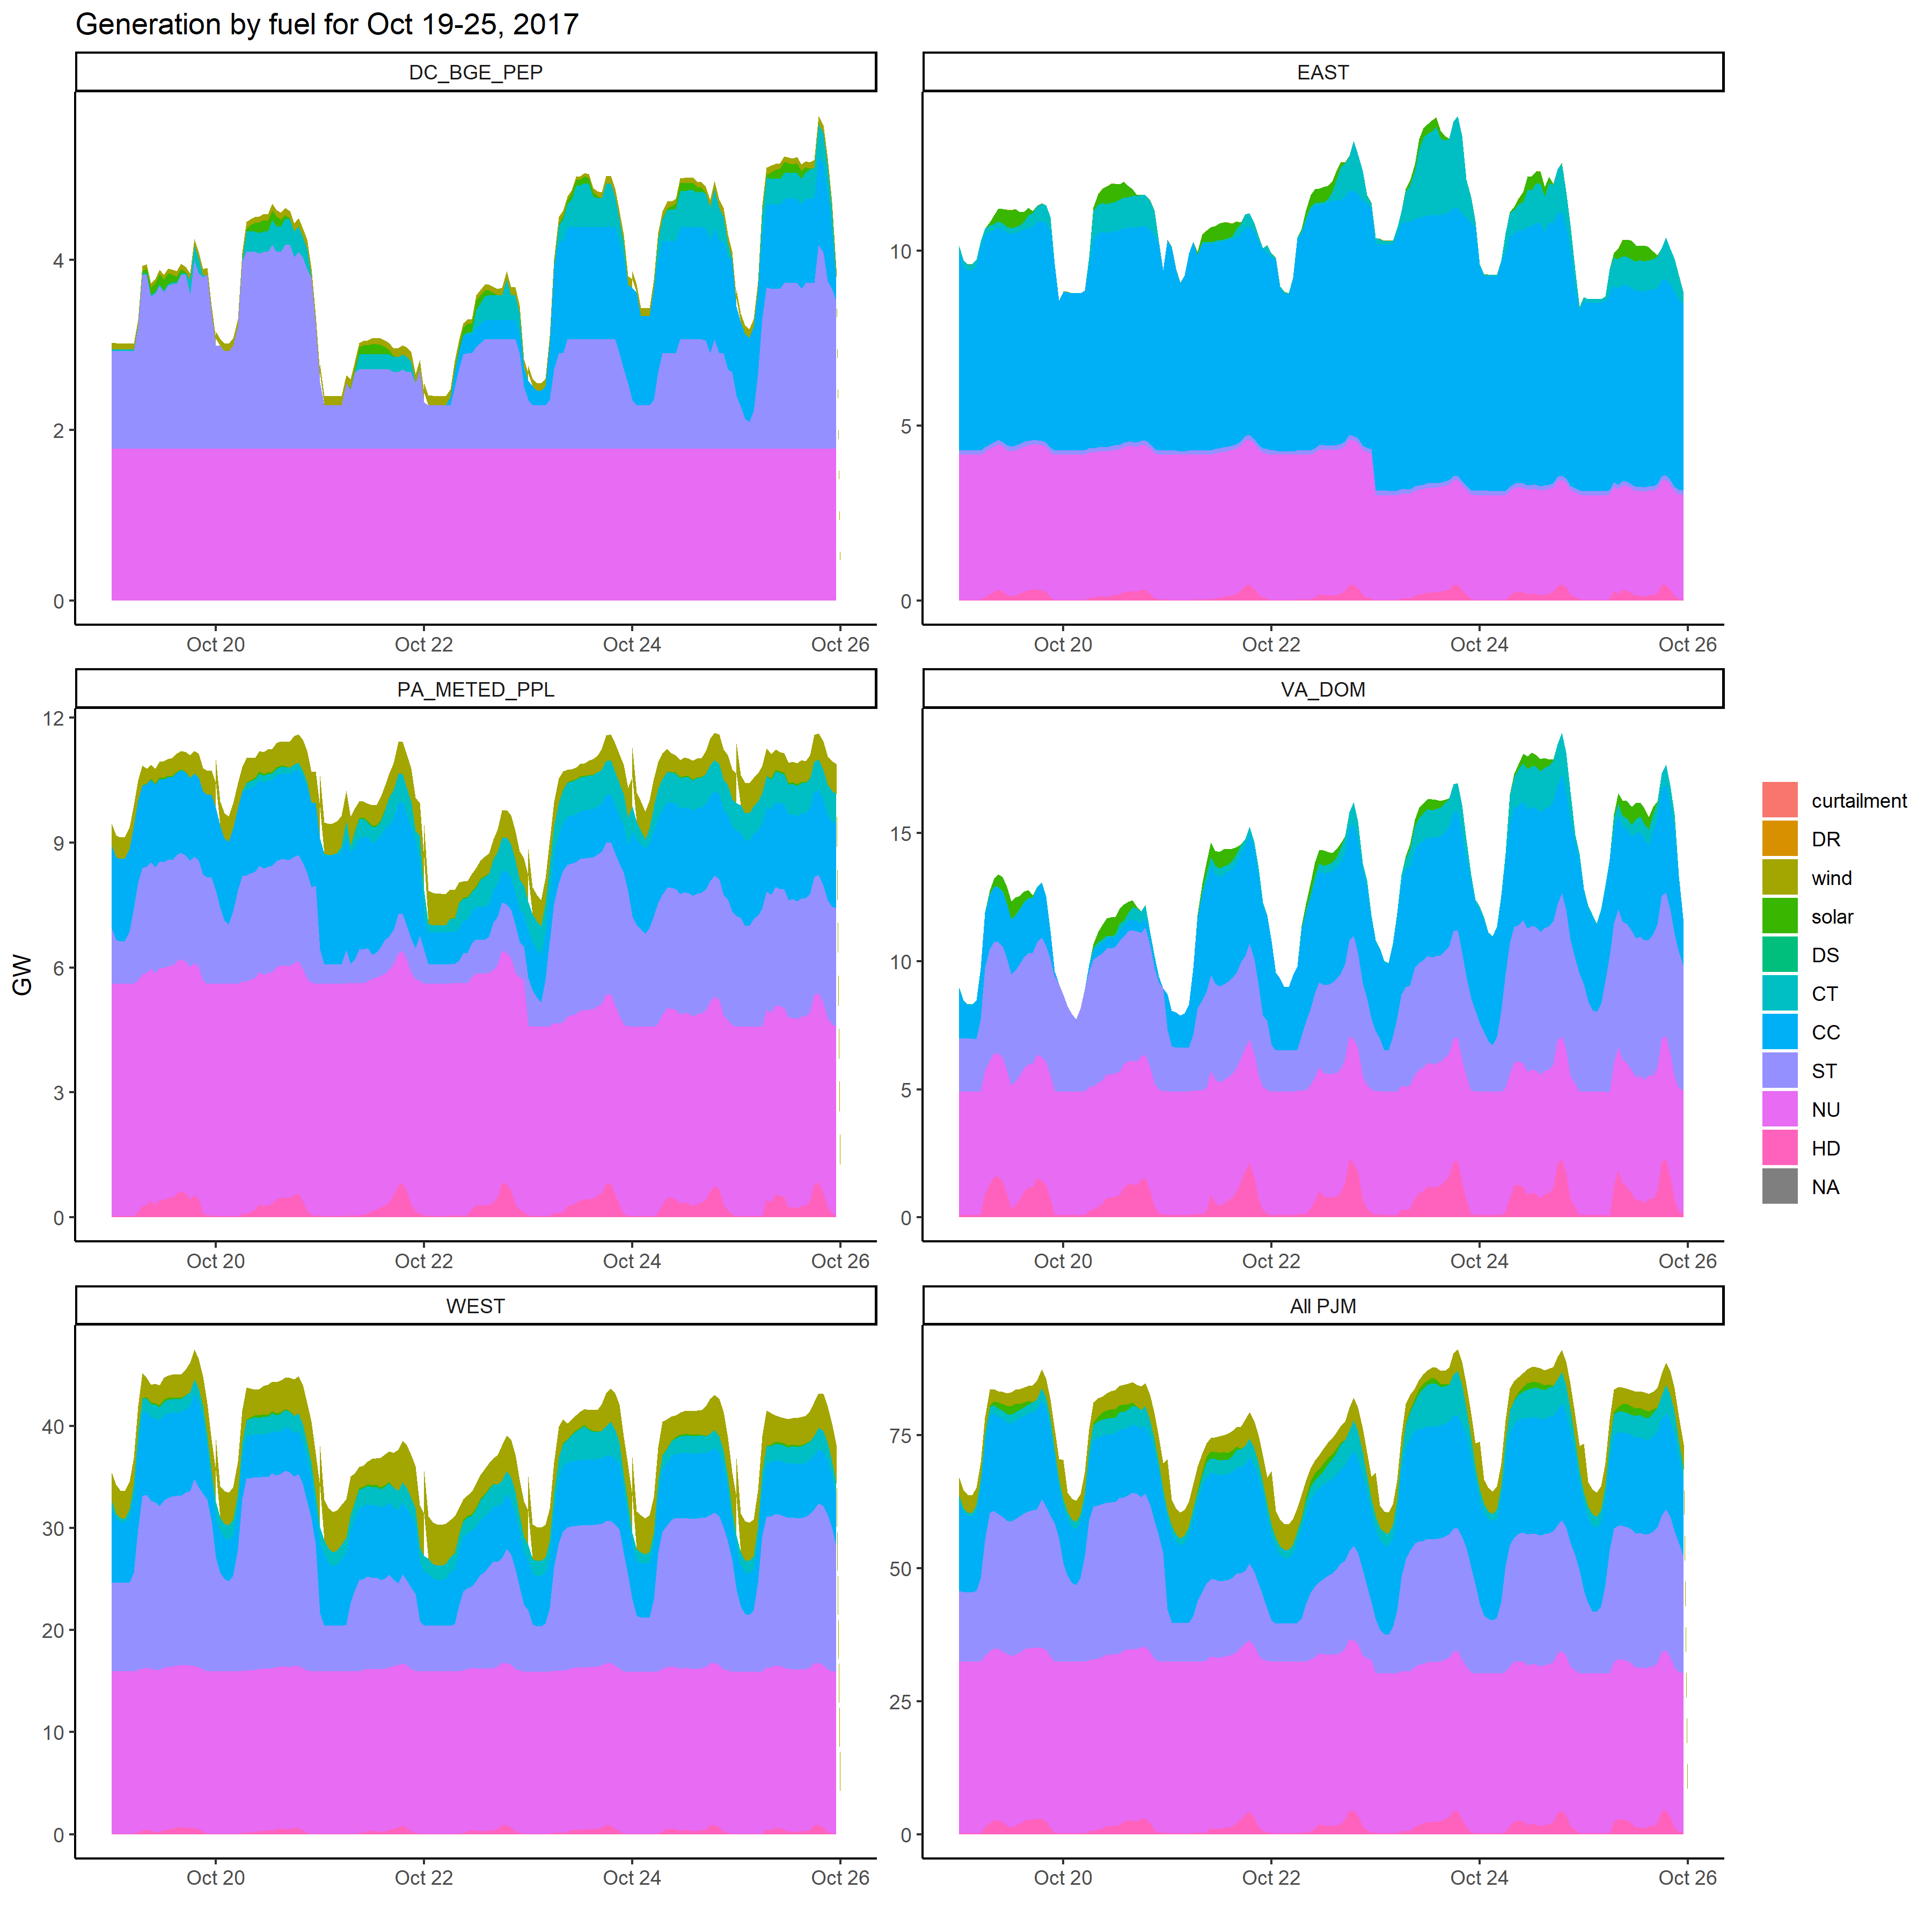 Generation by fuel for Oct 19-25, 2017
DC_BGE_PEP
4
2
0
Oct 20 Oct 22 Oct 24 Oct 26
EAST
10
5
0
Oct 20 Oct 22 Oct 24 Oct 26
GW
PA_METED_PPL
12
9
6
3
0
Oct 20 Oct 22 Oct 24 Oct 26
VA_DOM
15
10
5
0
Oct 20 Oct 22 Oct 24 Oct 26
WEST
40
30
20
10
0
Oct 20 Oct 22 Oct 24 Oct 26
All PJM
75
50
25
0
Oct 20 Oct 22 Oct 24 Oct 26
curtailment
DR
wind
solar
DS
CT
CC
ST
NU
HD
NA